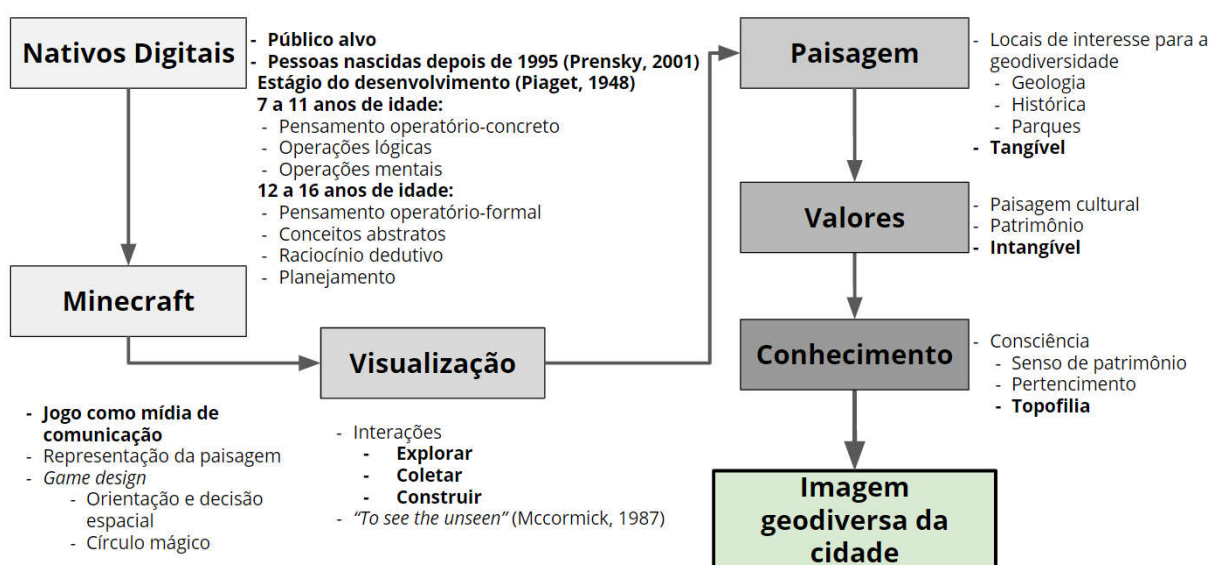 Nativos Digitais
- Público alvo
- Pessoas nascidas depois de 1995 (Prensky, 2001)
Estágio do desenvolvimento (Piaget, 1948)
7 a 11 anos de idade:
- Pensamento operatório-concreto
- Operações lógicas
- Operações mentais
12 a 16 anos de idade:
- Pensamento operatório-formal
- Conceitos abstratos
- Raciocínio dedutivo
- Planejamento
Minecraft
- Jogo como mídia de
comunicação
- Representação da paisagem
- Game design
- Orientação e decisão
espacial
- Círculo mágico
Visualização
- Interações
- Explorar
- Coletar
- Construir
- “To see the unseen” (Mccormick, 1987)
Paisagem
- Locais de interesse para a
geodiversidade
- Geologia
- Histórica
- Parques
- Tangível
Valores
- Paisagem cultural
- Patrimônio
- Intangível
Conhecimento
- Consciência
- Senso de patrimônio
- Pertencimento
- Topofilia
Imagem
geodiversa da
cidade